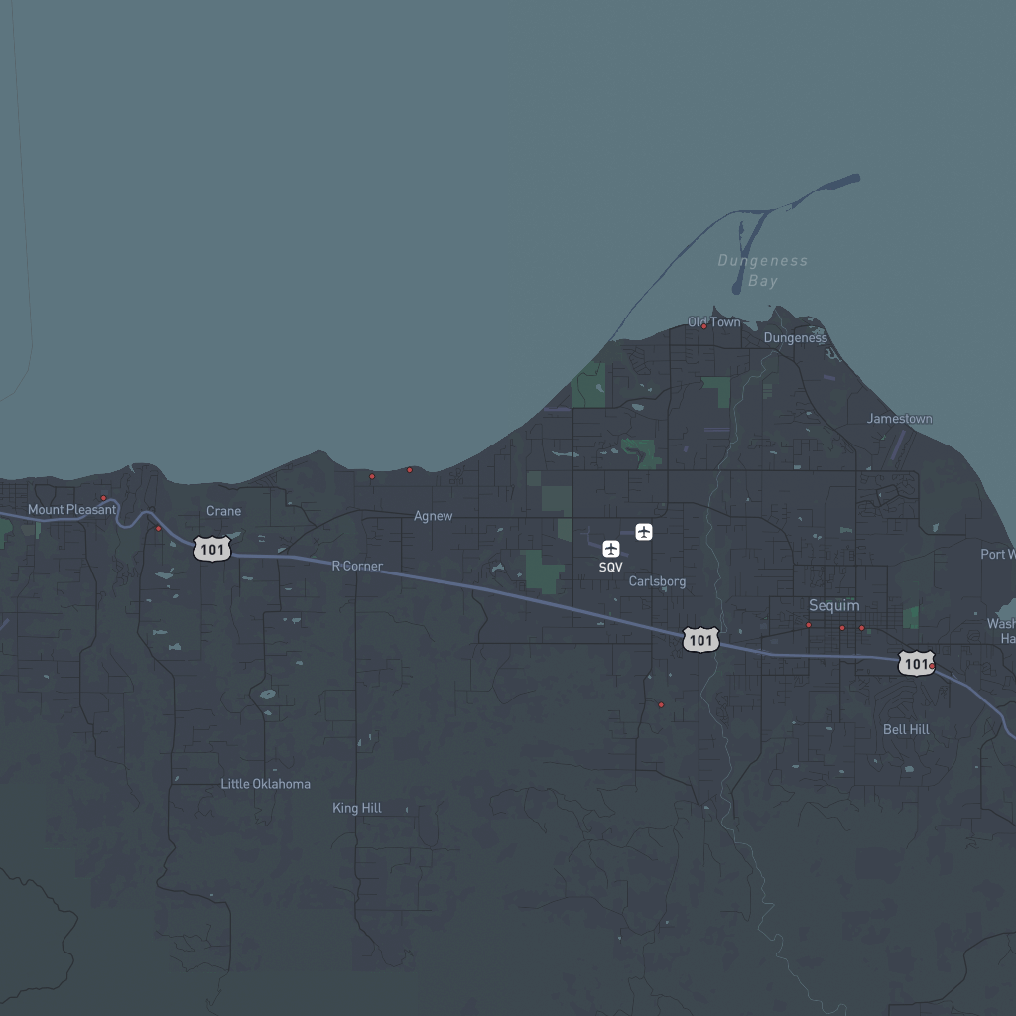 Dungeness
Bay
Old Town
Dungeness
Jamestown
Mount Pleasant
Crane
Agnew
101
Port W
R Corner
SQV
Carlsborg
Sequim
Wash
Ha
101
101
Bell Hill
Little Oklahoma
King Hill